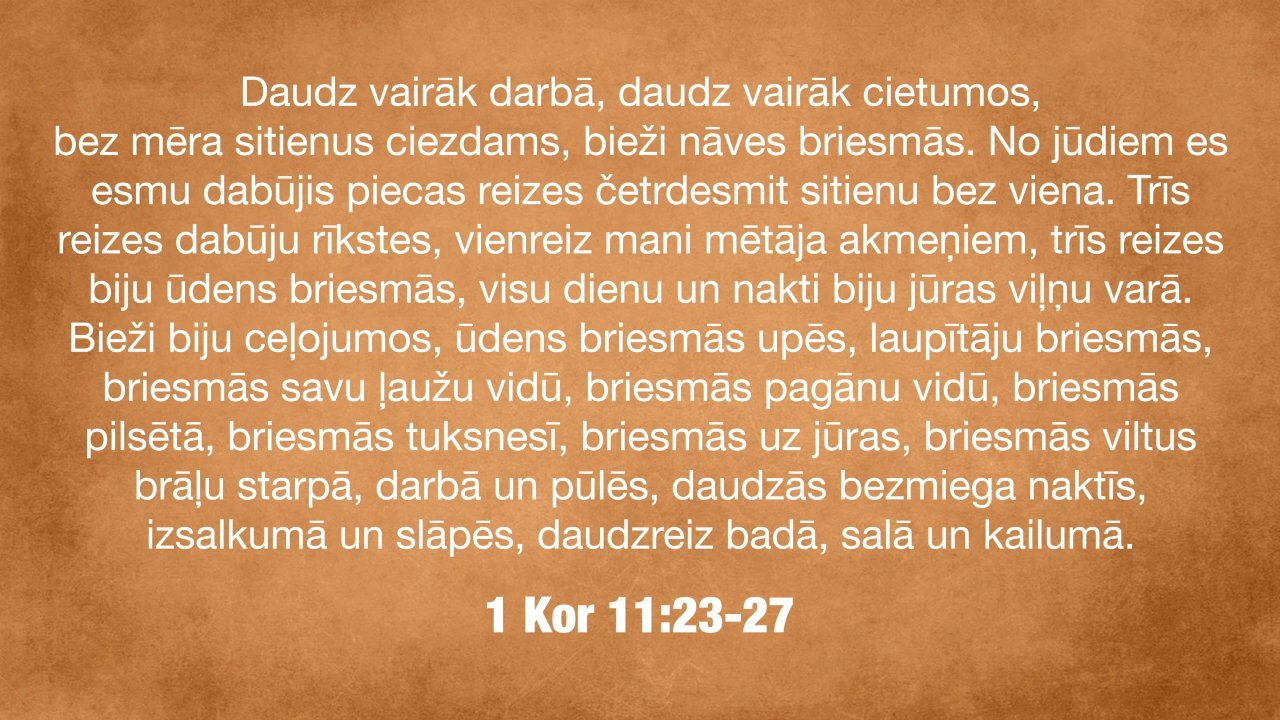 Daudz vairāk darbā, daudz vairāk cietumos,
bez mēra sitienus ciezdams, bieži nāves briesmās. No jūdiem es
esmu dabūjis piecas reizes četrdesmit sitienu bez viena. Trīs
reizes dabūju rīkstes, vienreiz mani mētāja akmeņiem, trīs reizes
biju ūdens briesmās, visu dienu un nakti biju jūras viļņu varā.
Bieži biju ceļojumos, ūdens briesmās upēs, laupītāju briesmās,
briesmās savu ļaužu vidū, briesmās pagānu vidū, briesmās
pilsētā, briesmās tuksnesī, briesmās uz jūras, briesmās viltus
brāļu starpā, darbā un pūlēs, daudzās bezmiega naktīs,
izsalkumā un slāpēs, daudzreiz badā, salā un kailumā.
1 Kor 11:23-27